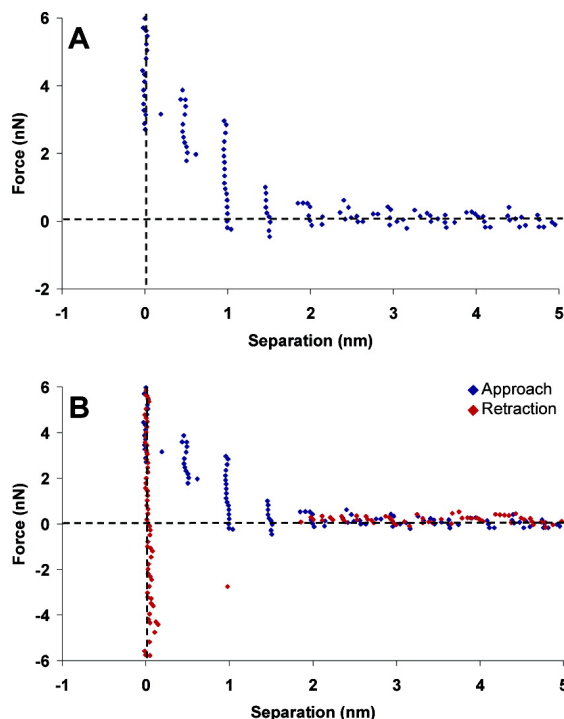 A
6
4
2
0
-2
Force (nN)
-1 0 1 2 3 4 5
Separation (nm)
B
Approach
Retraction
6
4
2
0
-2
-4
-6
Force (nN)
-1 0 1 2 3 4 5
Separation (nm)